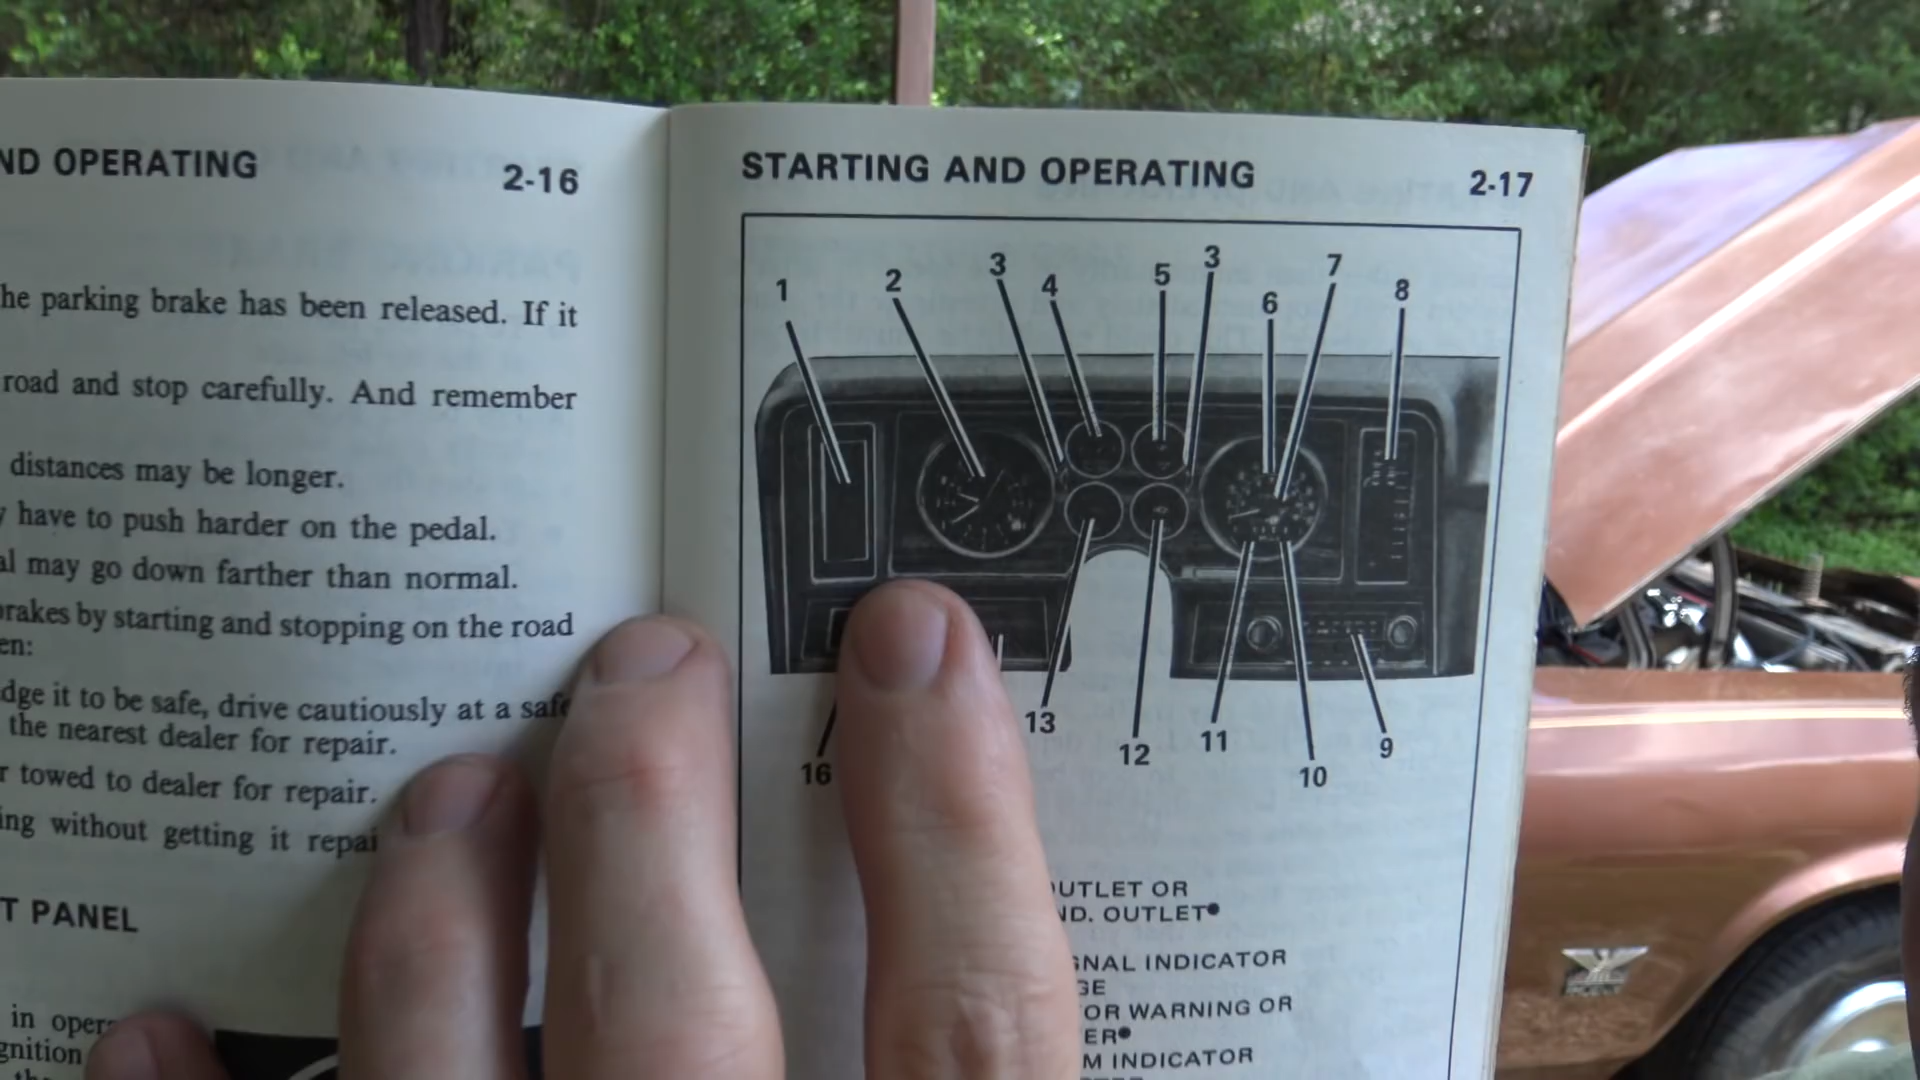 ND OPERATING 2-16
he parking brake has been released. If it
road and stop carefully. And remember
distances may be longer.
have to push harder on the pedal.
al may go down farther than normal.
brakes by starting and stopping on the road
en:
dge it to be safe, drive cautiously at a safe
the nearest dealer for repair.
r towed to dealer for repair.
ing without getting it repai
T PANEL
in opera
gnition
STARTING AND OPERATING 2-17
1 2 3 4 5 3 6 7 8
16 13 12 11 10 9
UTLET OR
ND. OUTLET●
GNAL INDICATOR
GE
OR WARNING OR
ER●
M INDICATOR